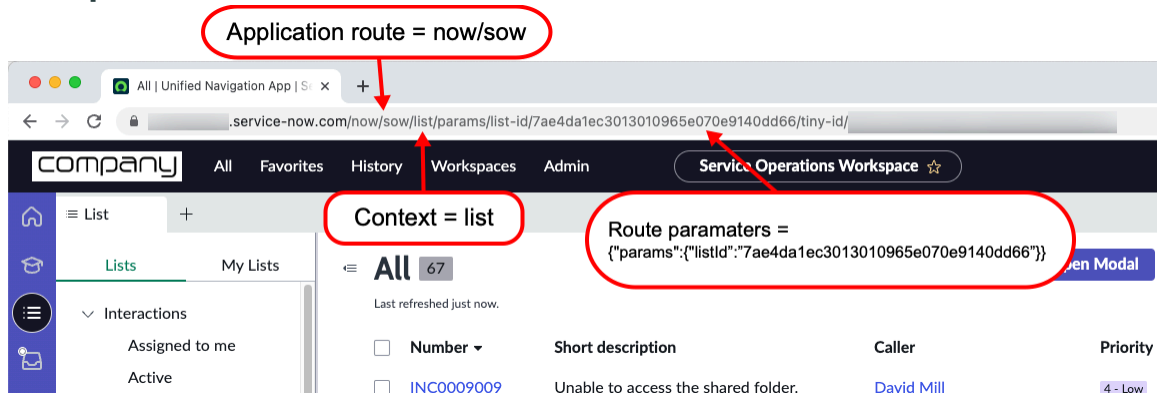 Application route = now/sow
All | Unified Navigation App | Se
.service-now.com/now/sow/list/params/list-id/7ae4da1ec3013010965e070e9140dd66/tiny-id/
company All Favorites History Workspaces Admin Service Operations Workspace
List
Context = list
Route paramaters =
{"params":{"listId":"7ae4da1ec3013010965e070e9140dd66"}}
Lists My Lists
All 67
pen Modal
Last refreshed just now.
Interactions
Assigned to me
Active
Number Short description Caller Priority
INC0009009 Unable to access the shared folder. David Mill 4 - Low